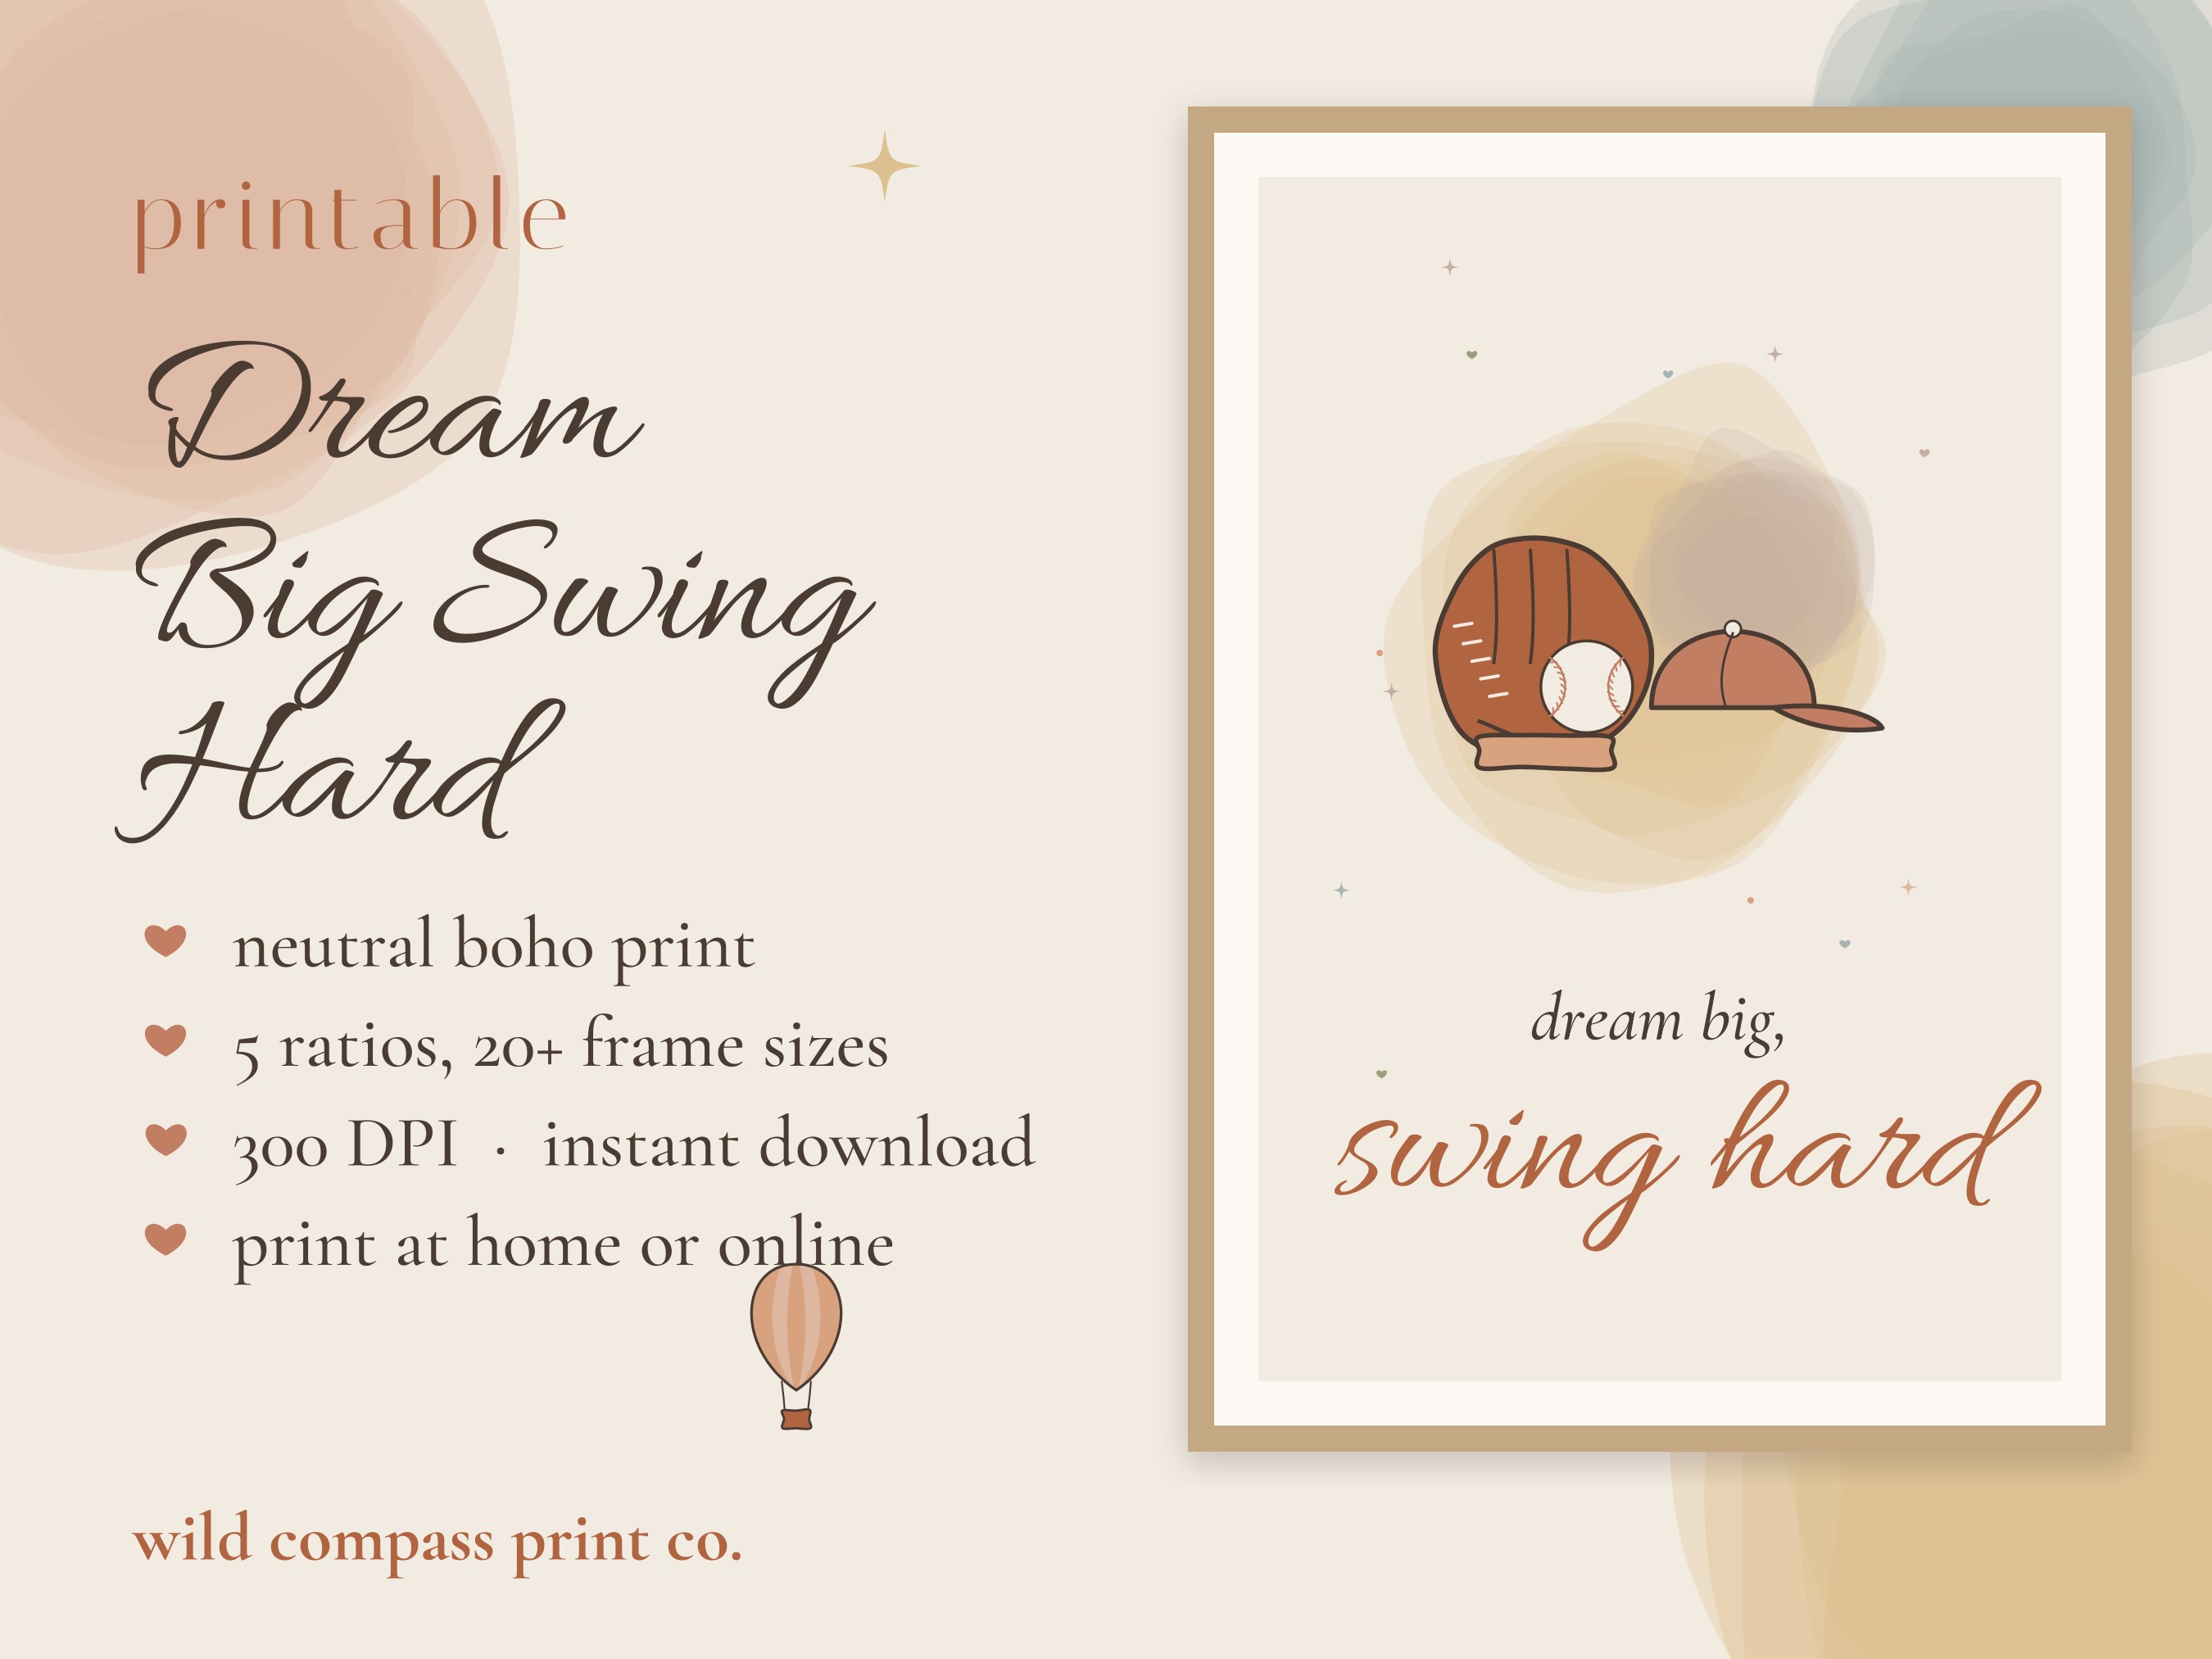 printable
Dream
Big Swing
Hard
neutral boho print
5 ratios, 20+ frame sizes
300 DPI · instant download
print at home or online
wild compass print co.
dream big,
swing hard